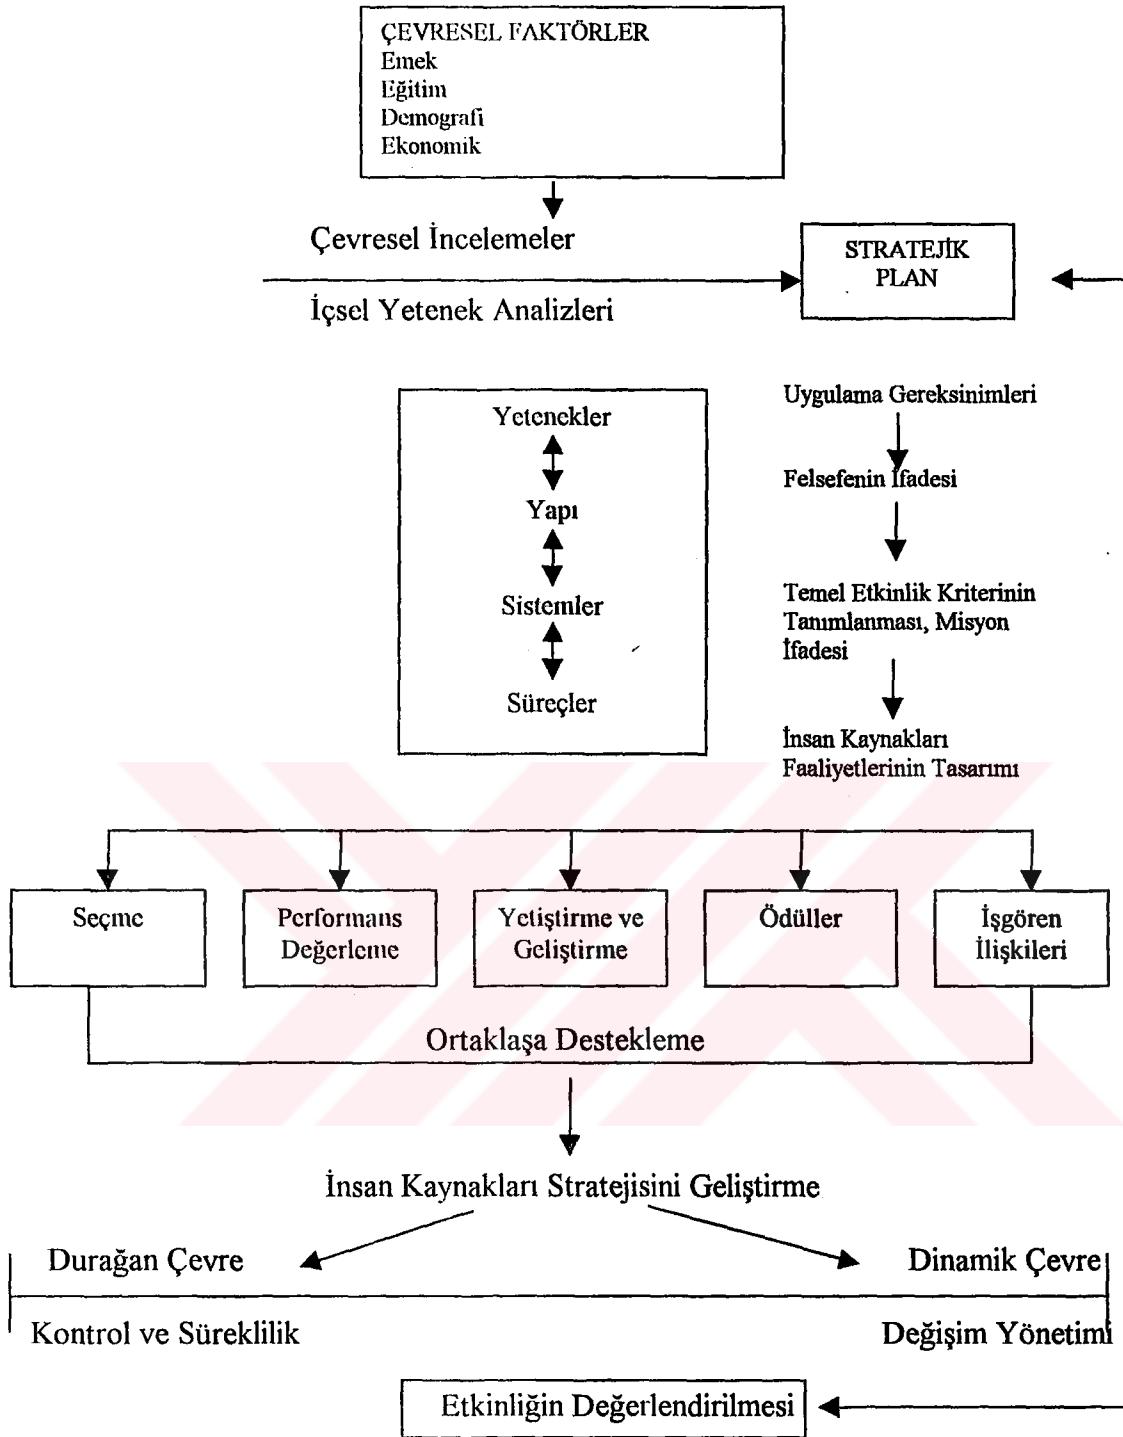 ÇEVRESEL FAKTÖRLER
Emek
Eğitim
Demografi
Ekonomik
Çevresel İncelemeler
STRATEJİK
PLAN
İçsel Yetenek Analizleri
Yetenekler
Yapı
Sistemler
Süreçler
Uygulama Gereksinimleri
Felsefenin İfadesi
Temel Etkinlik Kriterinin
Tanımlanması, Misyon
İfadesi
İnsan Kaynakları
Faaliyetlerinin Tasarımı
Seçme
Performans
Değerleme
Yetiştirme ve
Geliştirme
Ödüller
İşgören
İlişkileri
Ortaklaşa Destekleme
İnsan Kaynakları Stratejisini Geliştirme
Durağan Çevre
Dinamik Çevre
Kontrol ve Süreklilik
Değişim Yönetimi
Etkinliğin Değerlendirilmesi